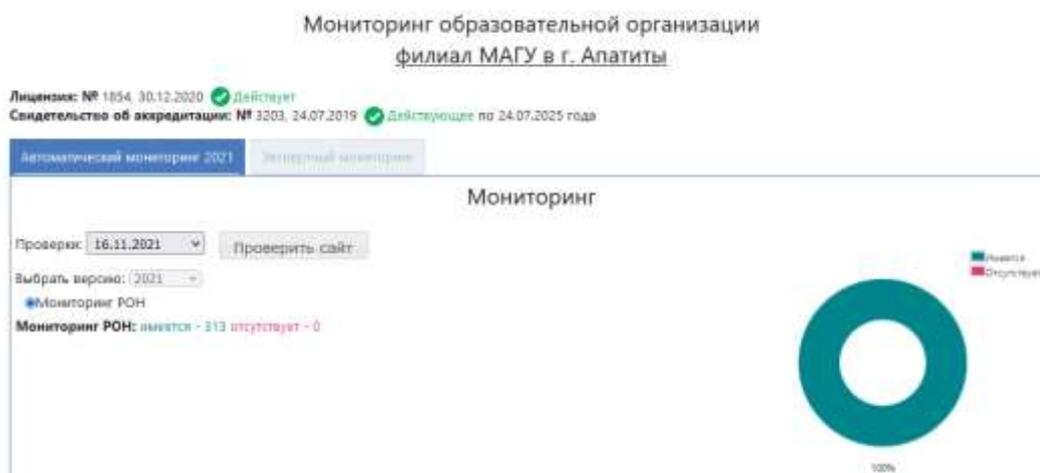 Мониторинг образовательной организации
филиал МАГУ в г. Апатиты
Лицензия: № 1854, 30.12.2020 Действует
Свидетельство об аккредитации: № 3203, 24.07.2019 Действующее по 24.07.2025 года
Автоматический мониторинг 2021 Экспертный мониторинг
Мониторинг
Проверки: 16.11.2021 Проверить сайт
Выбрать версию: 2021
Мониторинг РОН
Мониторинг РОН: имеется - 313 отсутствует - 0
Имеется
Отсутствует
100%